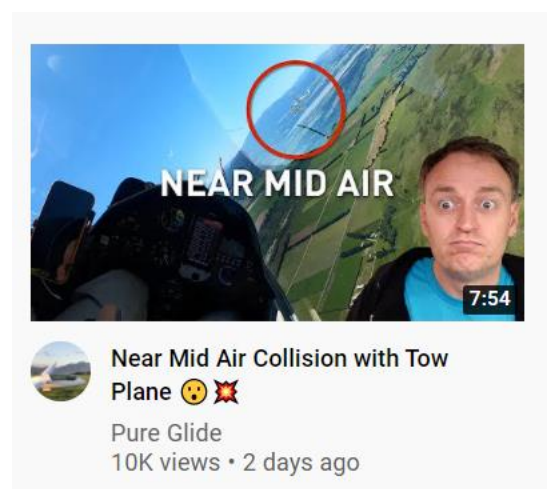 NEAR MID AIR
7:54
Near Mid Air Collision with Tow
Plane 😮💥
Pure Glide
10K views • 2 days ago